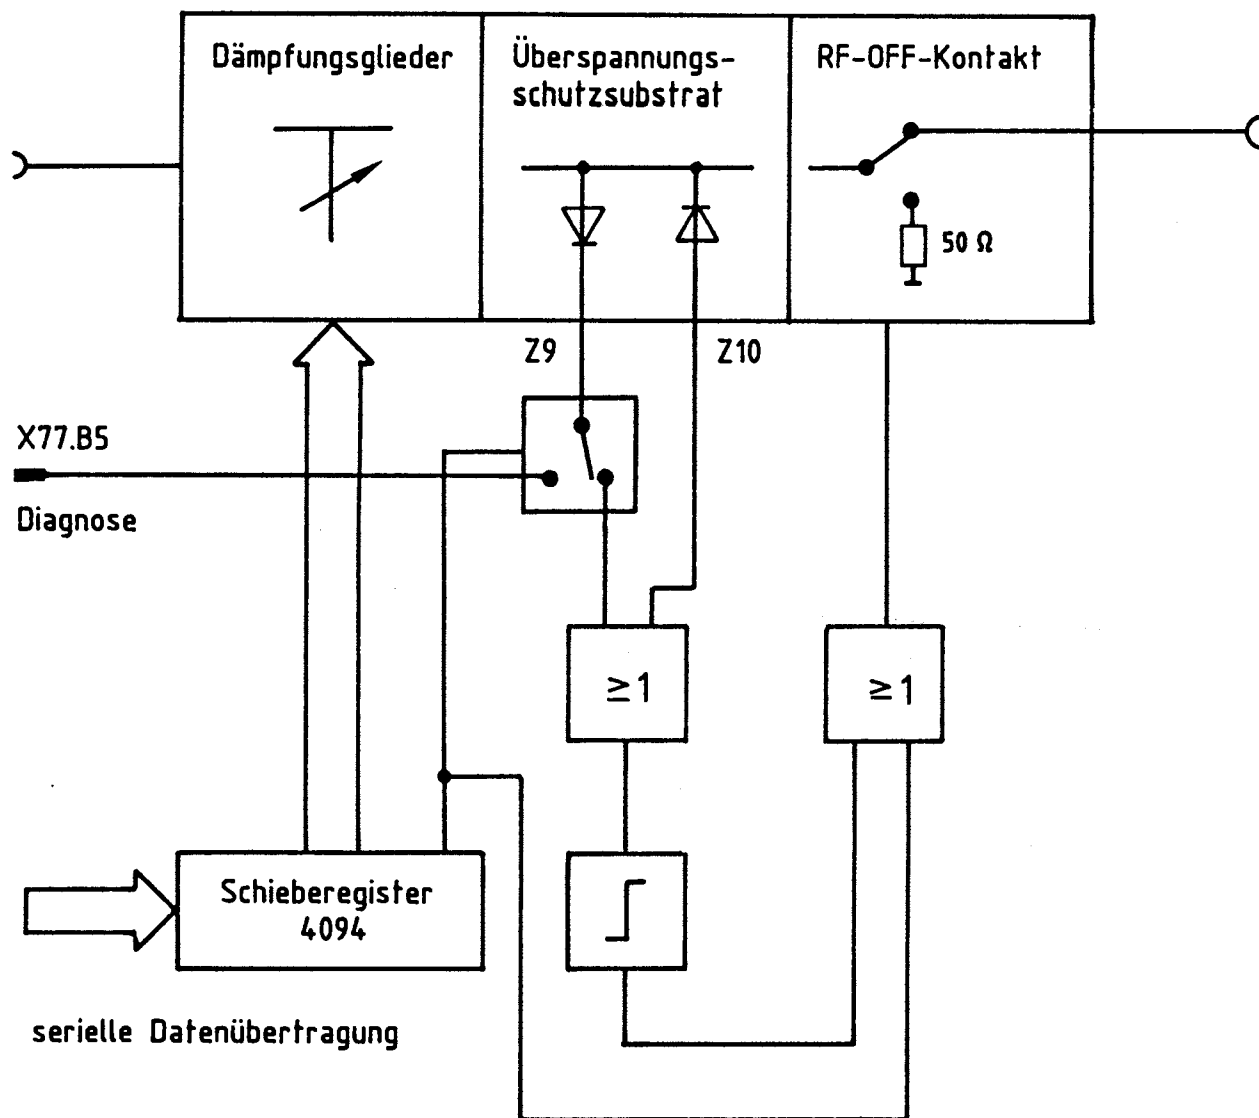 Dämpfungsglieder
Überspannungs-
schutzsubstrat
RF-OFF-Kontakt
50 Ω
Z9
Z10
X77.B5
Diagnose
≥1
≥1
Schieberegister
4094
serielle Datenübertragung